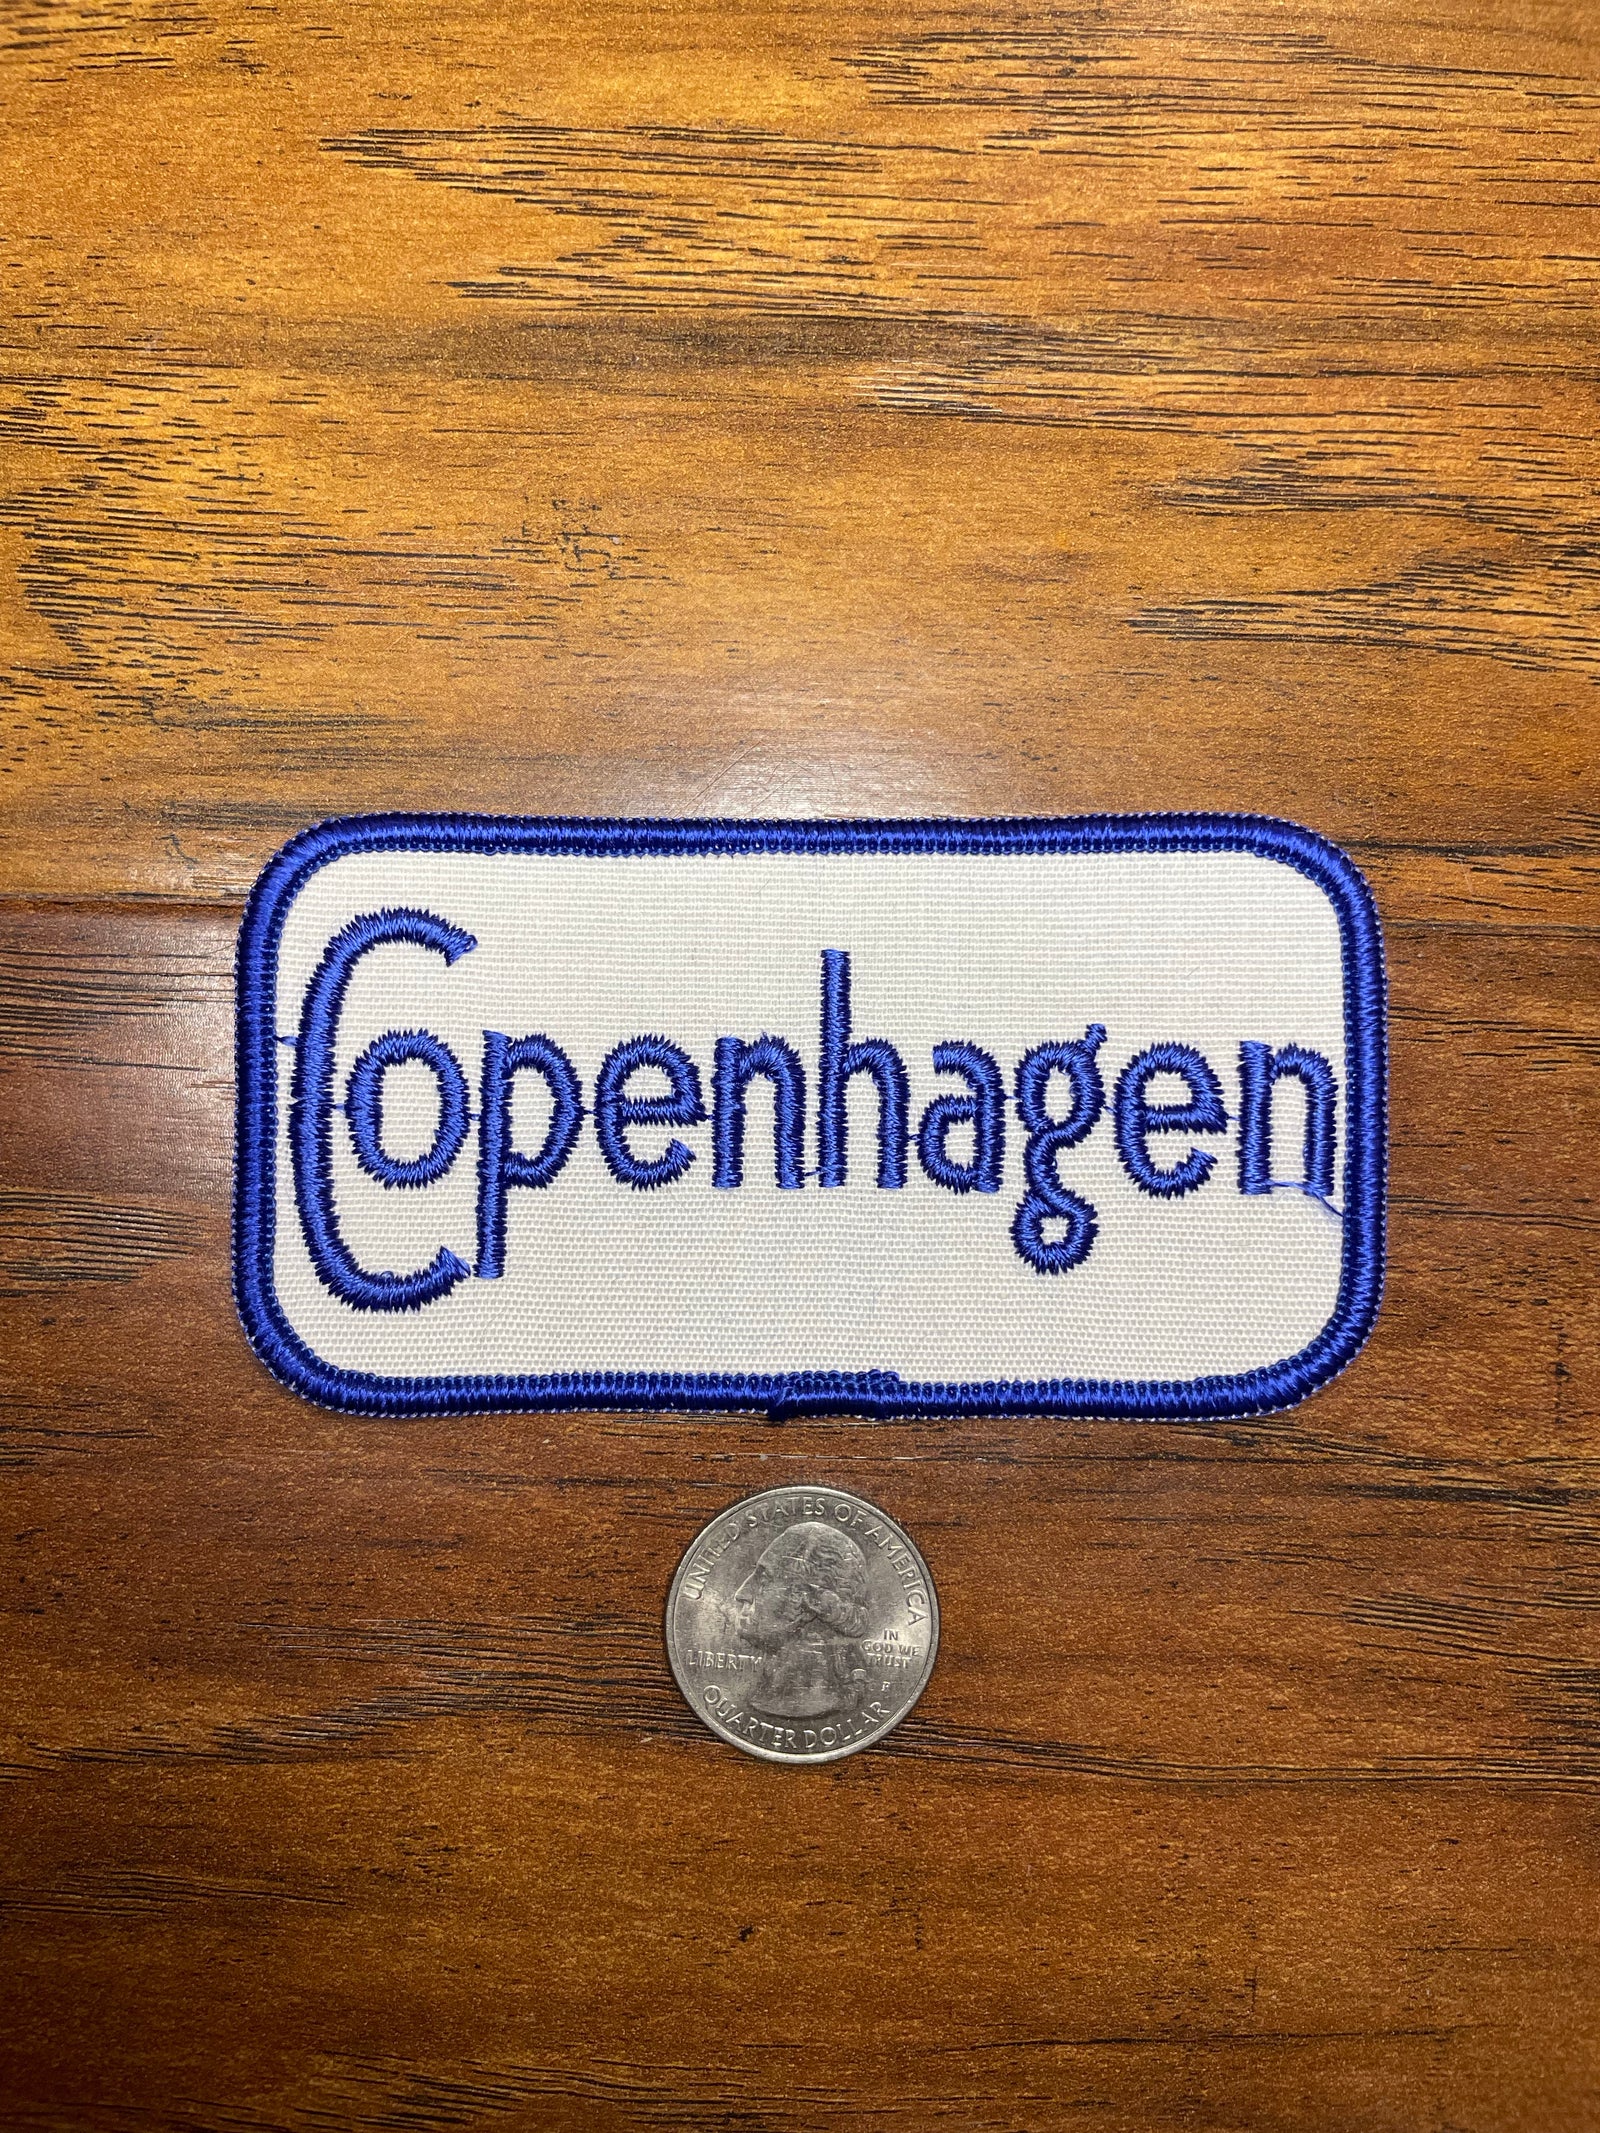 Copenhagen
UNITED STATES OF AMERICA
LIBERTY
IN
GOD WE
TRUST
P
QUARTER DOLLAR